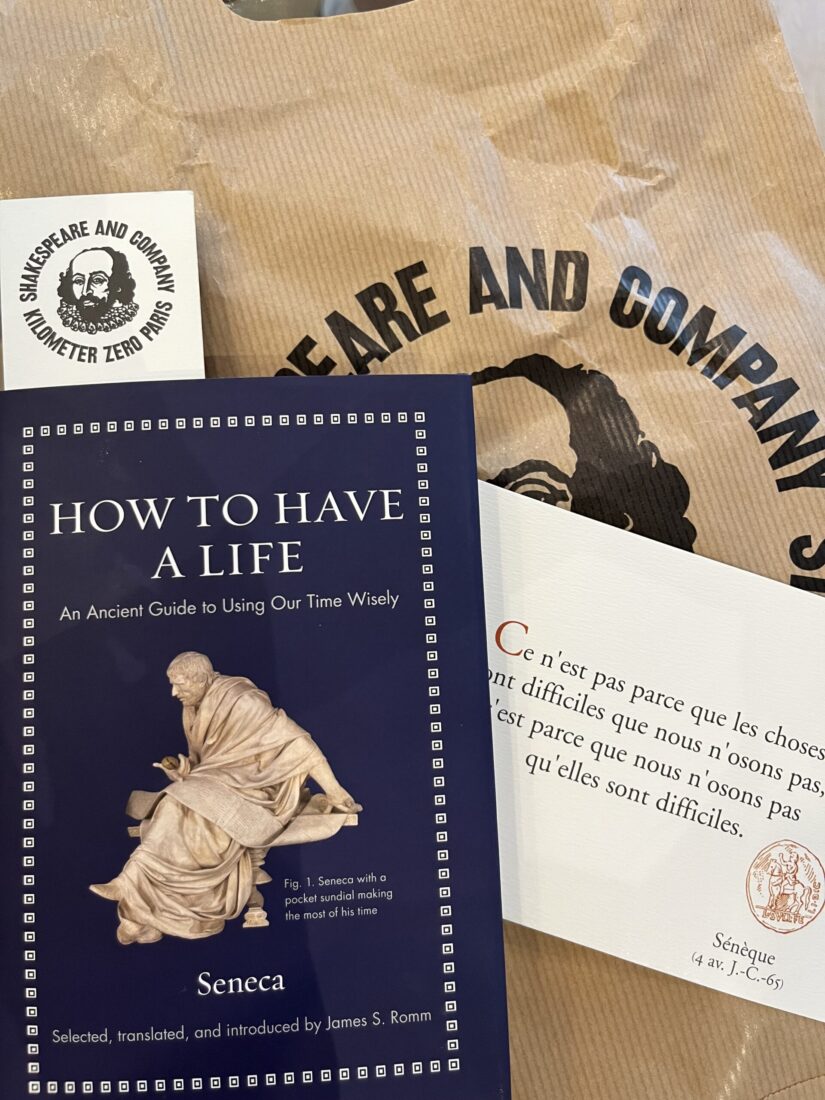 SHAKESPEARE AND COMPANY
KILOMETER ZERO PARIS
AND COMPANY
HOW TO HAVE
A LIFE
An Ancient Guide to Using Our Time Wisely
Fig. 1. Seneca with a
pocket sundial making
the most of his time
Seneca
Selected, translated, and introduced by James S. Romm
Ce n'est pas parce que les choses
difficiles que nous n'osons pas,
c'est parce que nous n'osons pas
qu'elles sont difficiles.
Sénèque
(4 av. J.-C.-65)